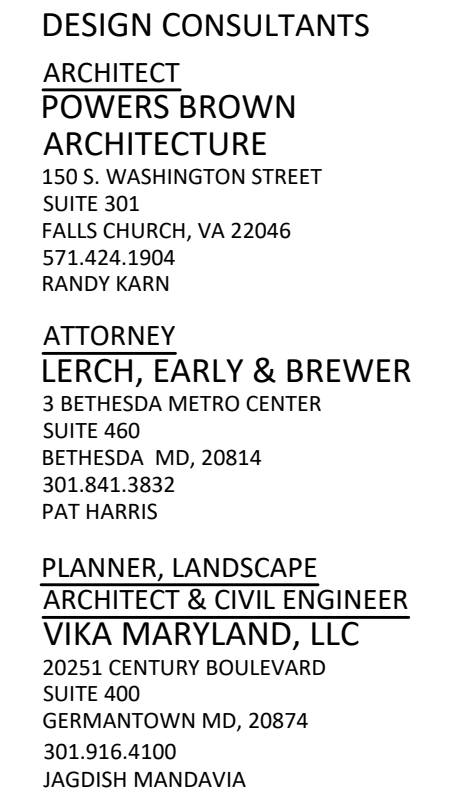 DESIGN CONSULTANTS
ARCHITECT
POWERS BROWN
ARCHITECTURE
150 S. WASHINGTON STREET
SUITE 301
FALLS CHURCH, VA 22046
571.424.1904
RANDY KARN
ATTORNEY
LERCH, EARLY & BREWER
3 BETHESDA METRO CENTER
SUITE 460
BETHESDA  MD, 20814
301.841.3832
PAT HARRIS
PLANNER, LANDSCAPE
ARCHITECT & CIVIL ENGINEER
VIKA MARYLAND, LLC
20251 CENTURY BOULEVARD
SUITE 400
GERMANTOWN MD, 20874
301.916.4100
JAGDISH MANDAVIA